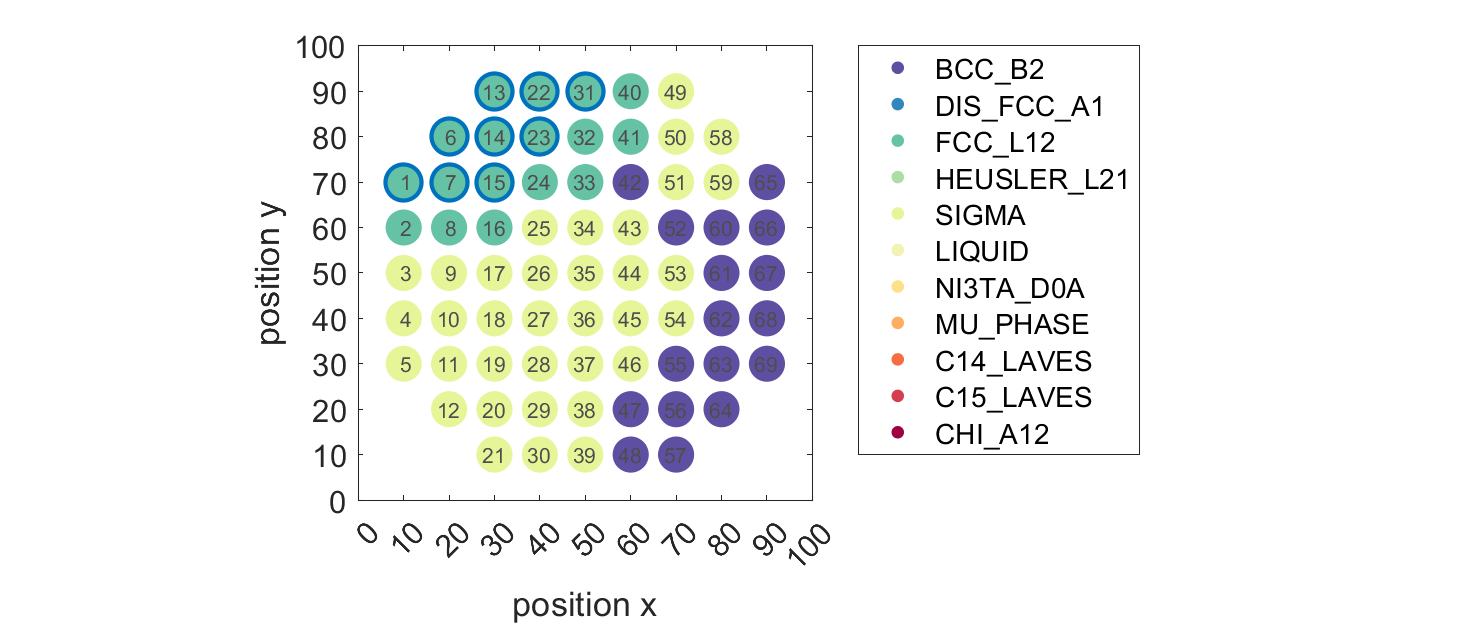 100
90
80
70
60
50
40
30
20
10
0
position y
13 22 31 40 49
6 14 23 32 41 50 58
1 7 15 24 33 42 51 59 65
2 8 16 25 34 43 52 60 66
3 9 17 26 35 44 53 61 67
4 10 18 27 36 45 54 62 68
5 11 19 28 37 46 55 63 69
12 20 29 38 47 56 64
21 30 39 48 57
0 10 20 30 40 50 60 70 80 90 100
position x
BCC_B2
DIS_FCC_A1
FCC_L12
HEUSLER_L21
SIGMA
LIQUID
NI3TA_D0A
MU_PHASE
C14_LAVES
C15_LAVES
CHI_A12